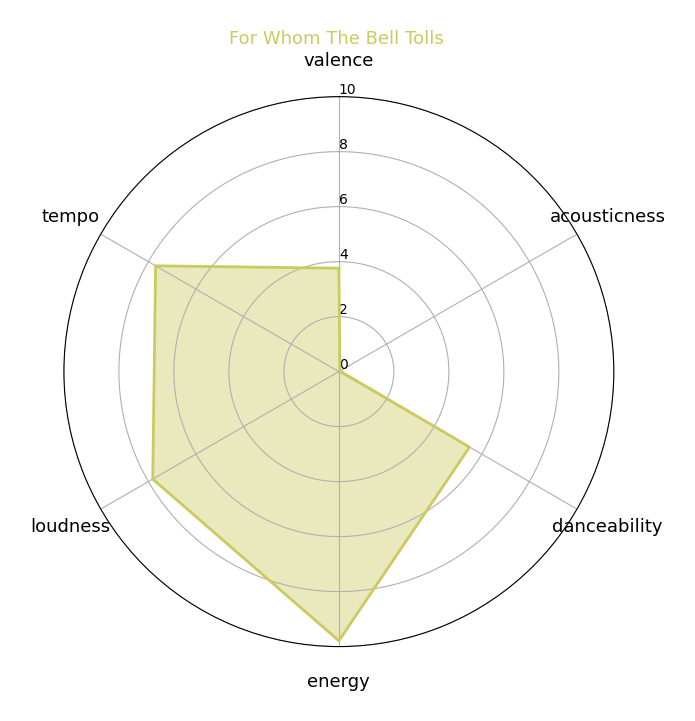 For Whom The Bell Tolls
valence
10
8
tempo
acousticness
6
4
2
0
loudness
danceability
energy